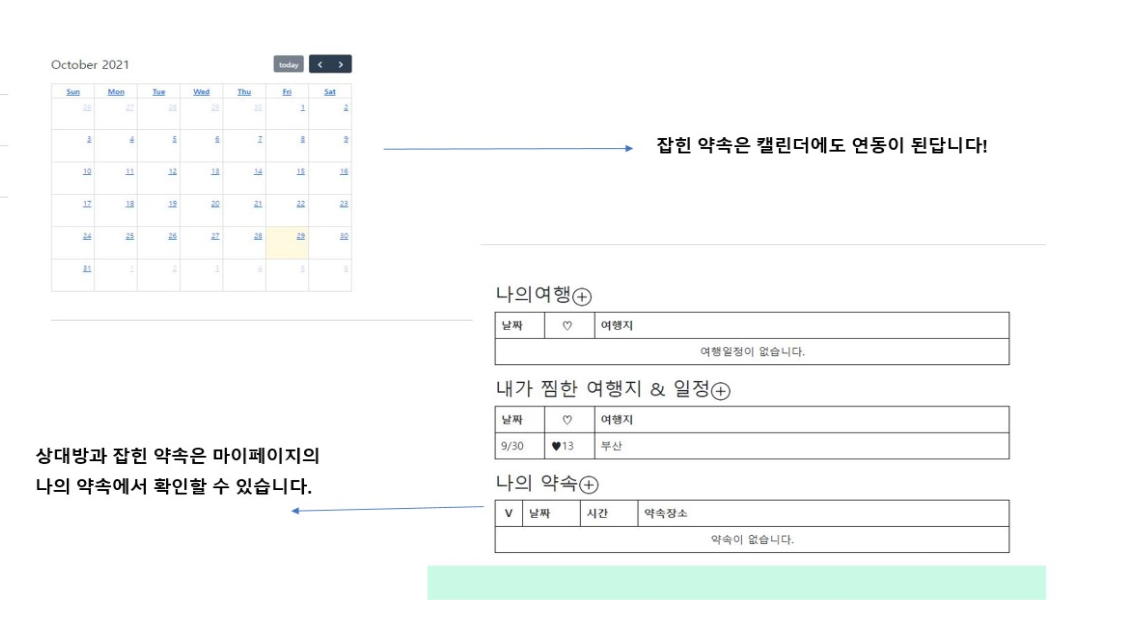 October 2021 today < >
Sun Mon Tue Wed Thu Fri Sat
26 27 28 29 30 1 2
3 4 5 6 7 8 9
10 11 12 13 14 15 16
17 18 19 20 21 22 23
24 25 26 27 28 29 30
31 1 2 3 4 5 6
잡힌 약속은 캘린더에도 연동이 된답니다!
나의여행⊕
날짜 ♡ 여행지
여행일정이 없습니다.
내가 찜한 여행지 & 일정⊕
날짜 ♡ 여행지
9/30 ♥13 부산
나의 약속⊕
V 날짜 시간 약속장소
약속이 없습니다.
상대방과 잡힌 약속은 마이페이지의
나의 약속에서 확인할 수 있습니다.